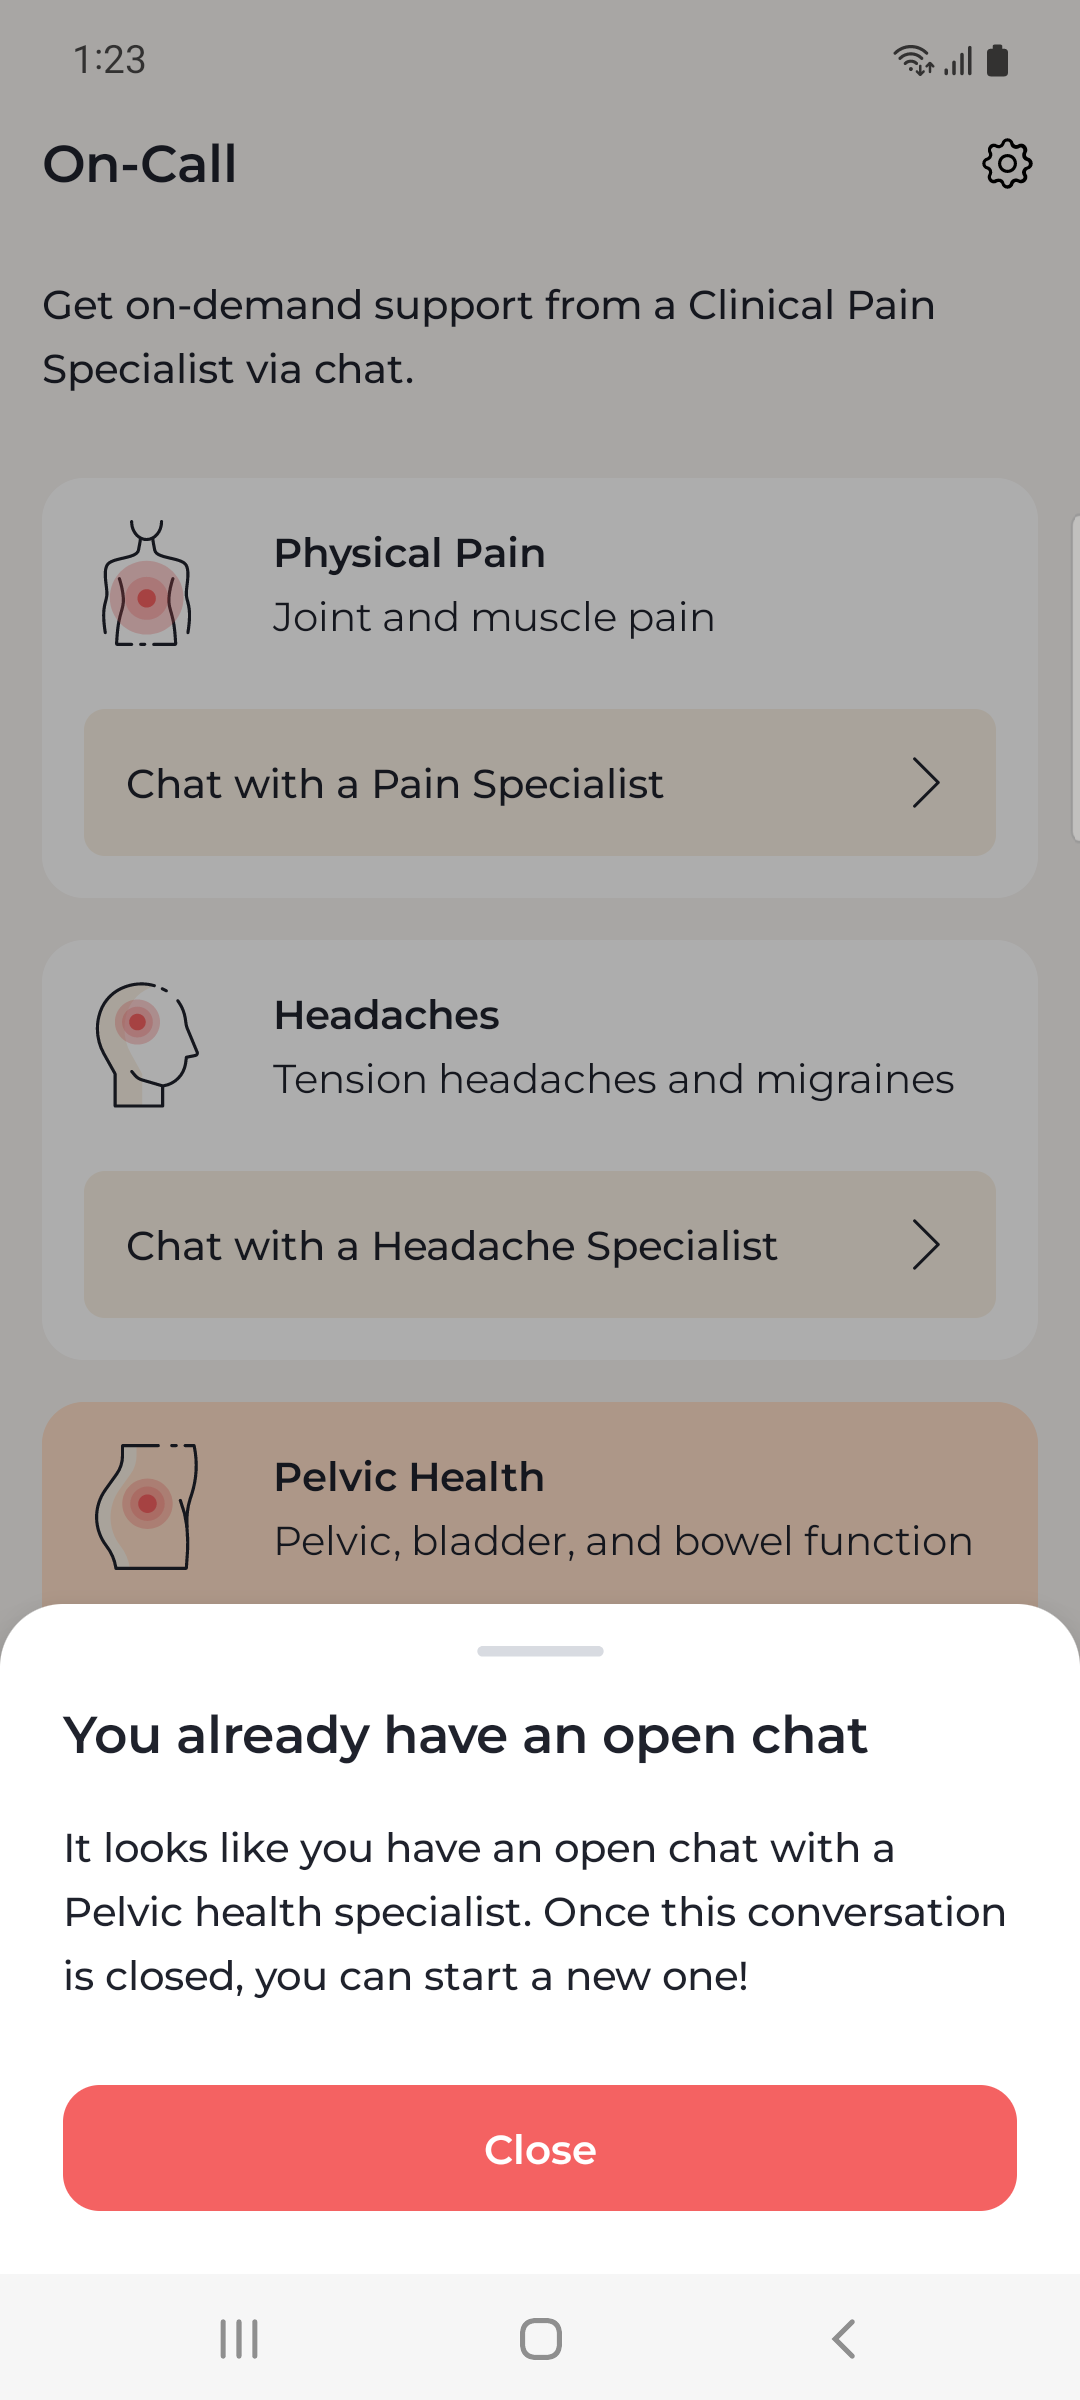 1:23
On-Call
Get on-demand support from a Clinical Pain
Specialist via chat.
Physical Pain
Joint and muscle pain
Chat with a Pain Specialist
Headaches
Tension headaches and migraines
Chat with a Headache Specialist
Pelvic Health
Pelvic, bladder, and bowel function
You already have an open chat
It looks like you have an open chat with a
Pelvic health specialist. Once this conversation
is closed, you can start a new one!
Close